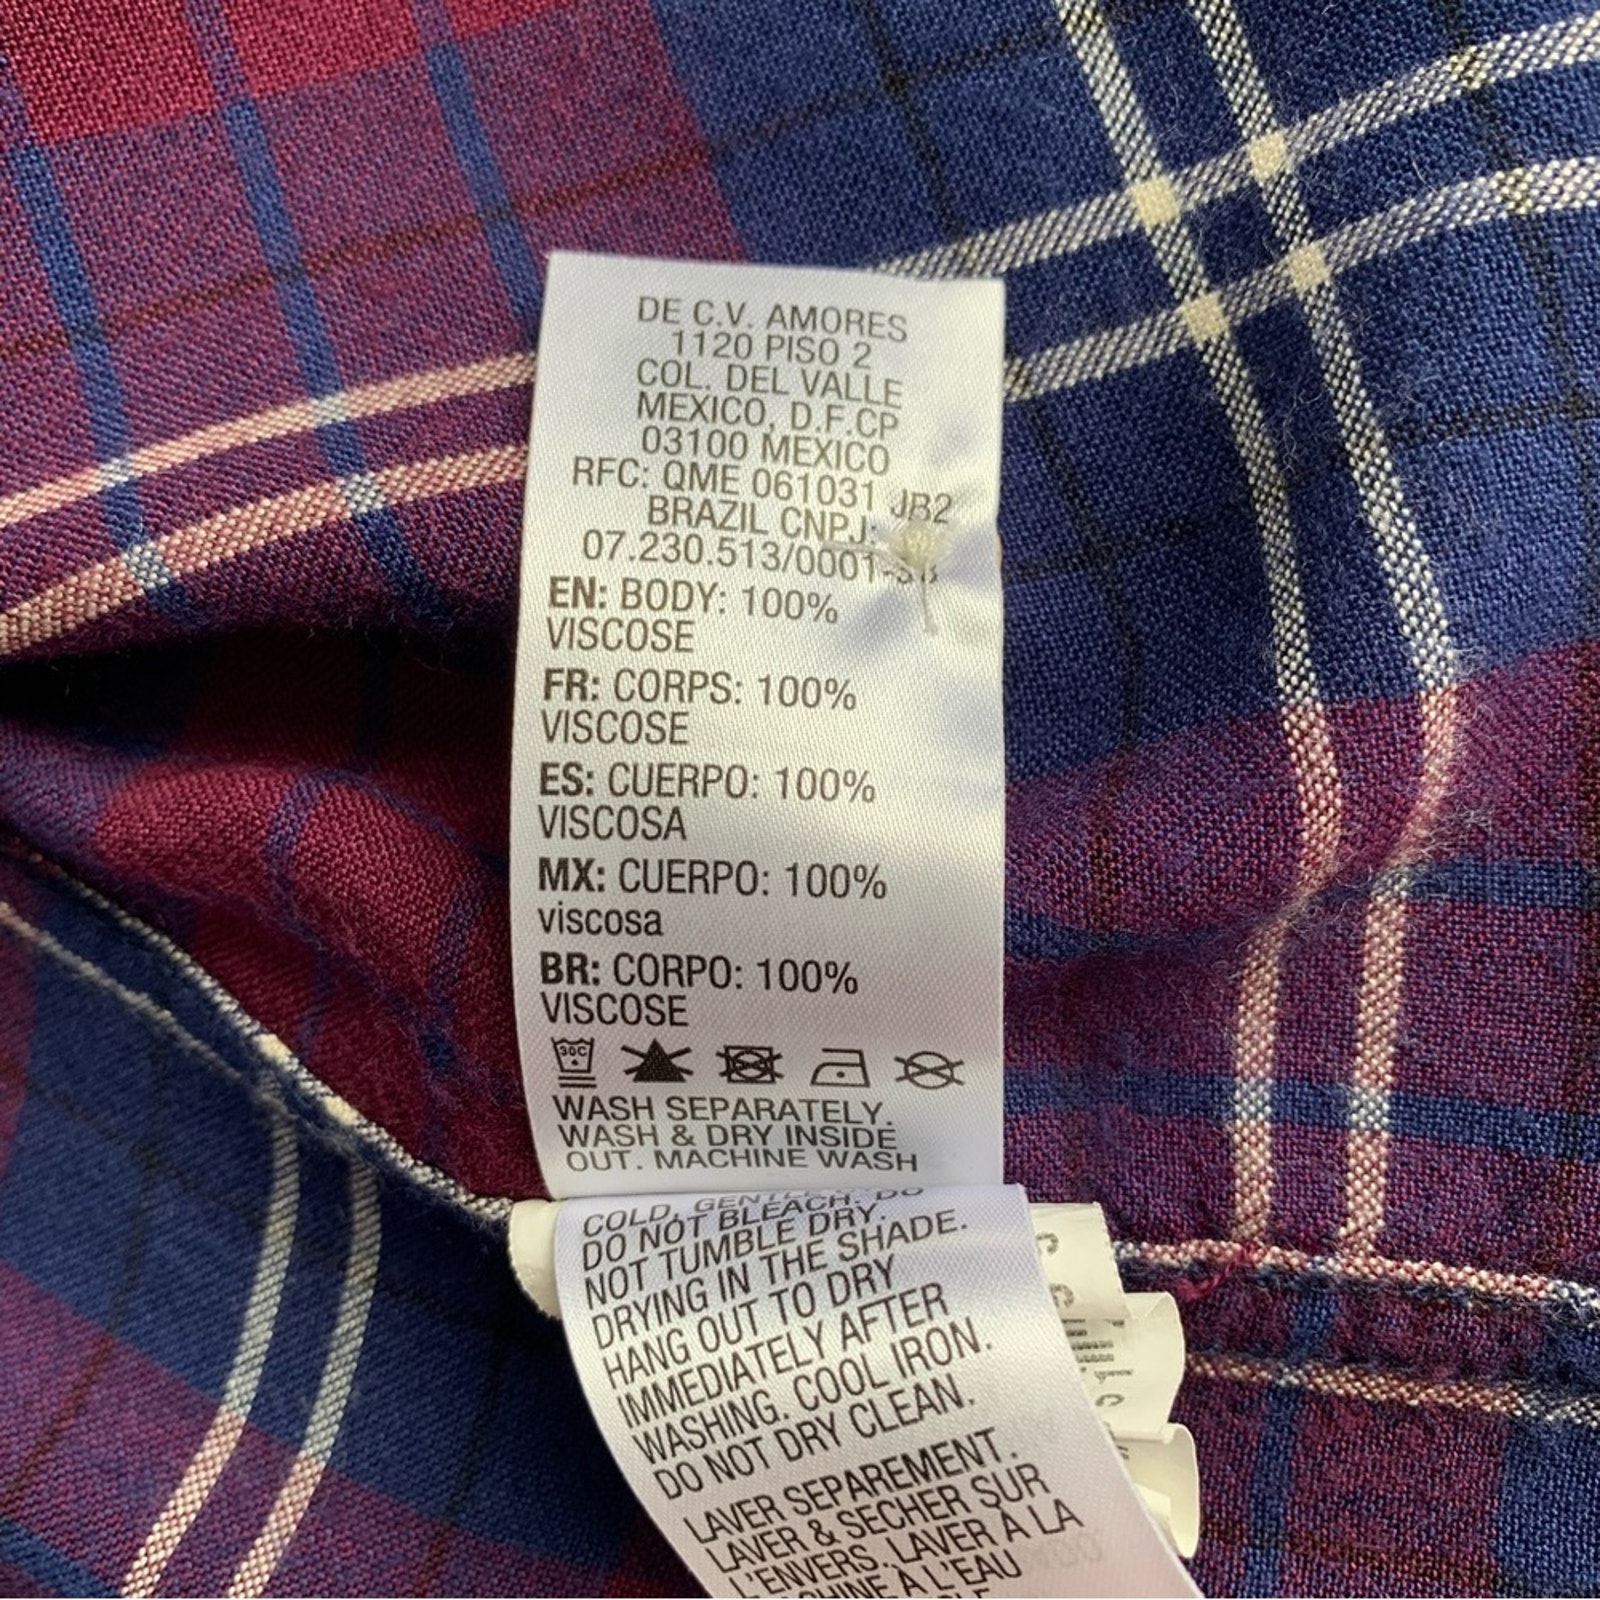 DE C.V. AMORES
1120 PISO 2
COL. DEL VALLE
MEXICO, D.F.CP
03100 MEXICO
RFC: QME 061031 JB2
BRAZIL CNPJ:
07.230.513/0001-
EN: BODY: 100%
VISCOSE
FR: CORPS: 100%
VISCOSE
ES: CUERPO: 100%
VISCOSA
MX: CUERPO: 100%
viscosa
BR: CORPO: 100%
VISCOSE
30C
WASH SEPARATELY.
WASH & DRY INSIDE
OUT. MACHINE WASH
COLD,
DO NOT BLEACH. DO
NOT TUMBLE DRY.
DRYING IN THE SHADE.
HANG OUT TO DRY
IMMEDIATELY AFTER
WASHING. COOL IRON.
DO NOT DRY CLEAN.
LAVER SEPAREMENT.
LAVER & SECHER SUR
L'ENVERS. LAVER À LA
À L'EAU